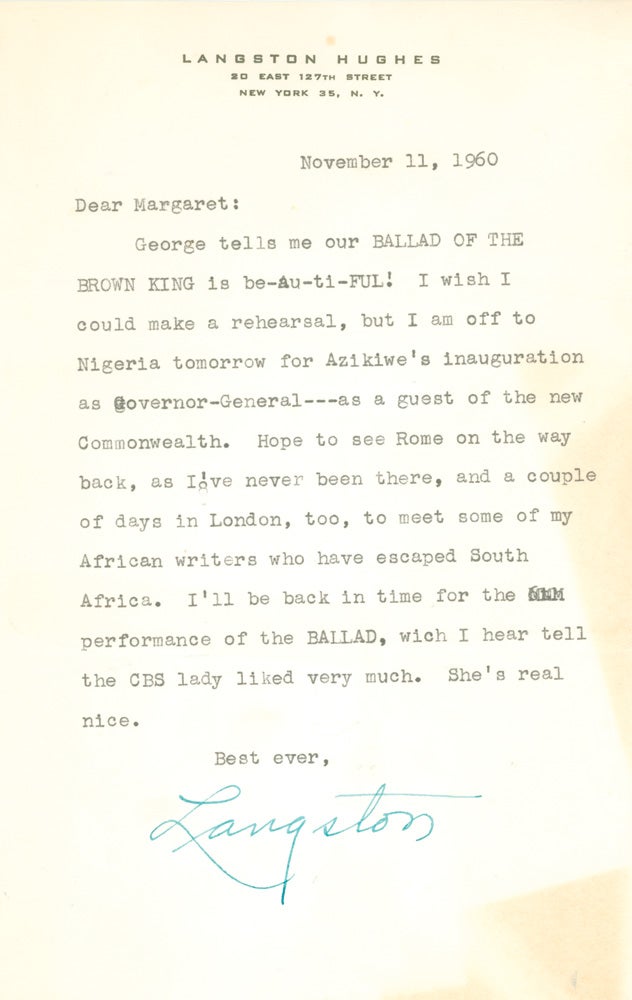 LANGSTON HUGHES
20 EAST 127TH STREET
NEW YORK 35, N. Y.
November 11, 1960
Dear Margaret:
George tells me our BALLAD OF THE
BROWN KING is be-Au-ti-FUL! I wish I
could make a rehearsal, but I am off to
Nigeria tomorrow for Azikiwe's inauguration
as Governor-General---as a guest of the new
Commonwealth. Hope to see Rome on the way
back, as I've never been there, and a couple
of days in London, too, to meet some of my
African writers who have escaped South
Africa. I'll be back in time for the
performance of the BALLAD, wich I hear tell
the CBS lady liked very much. She's real
nice.
Best ever,
Langston